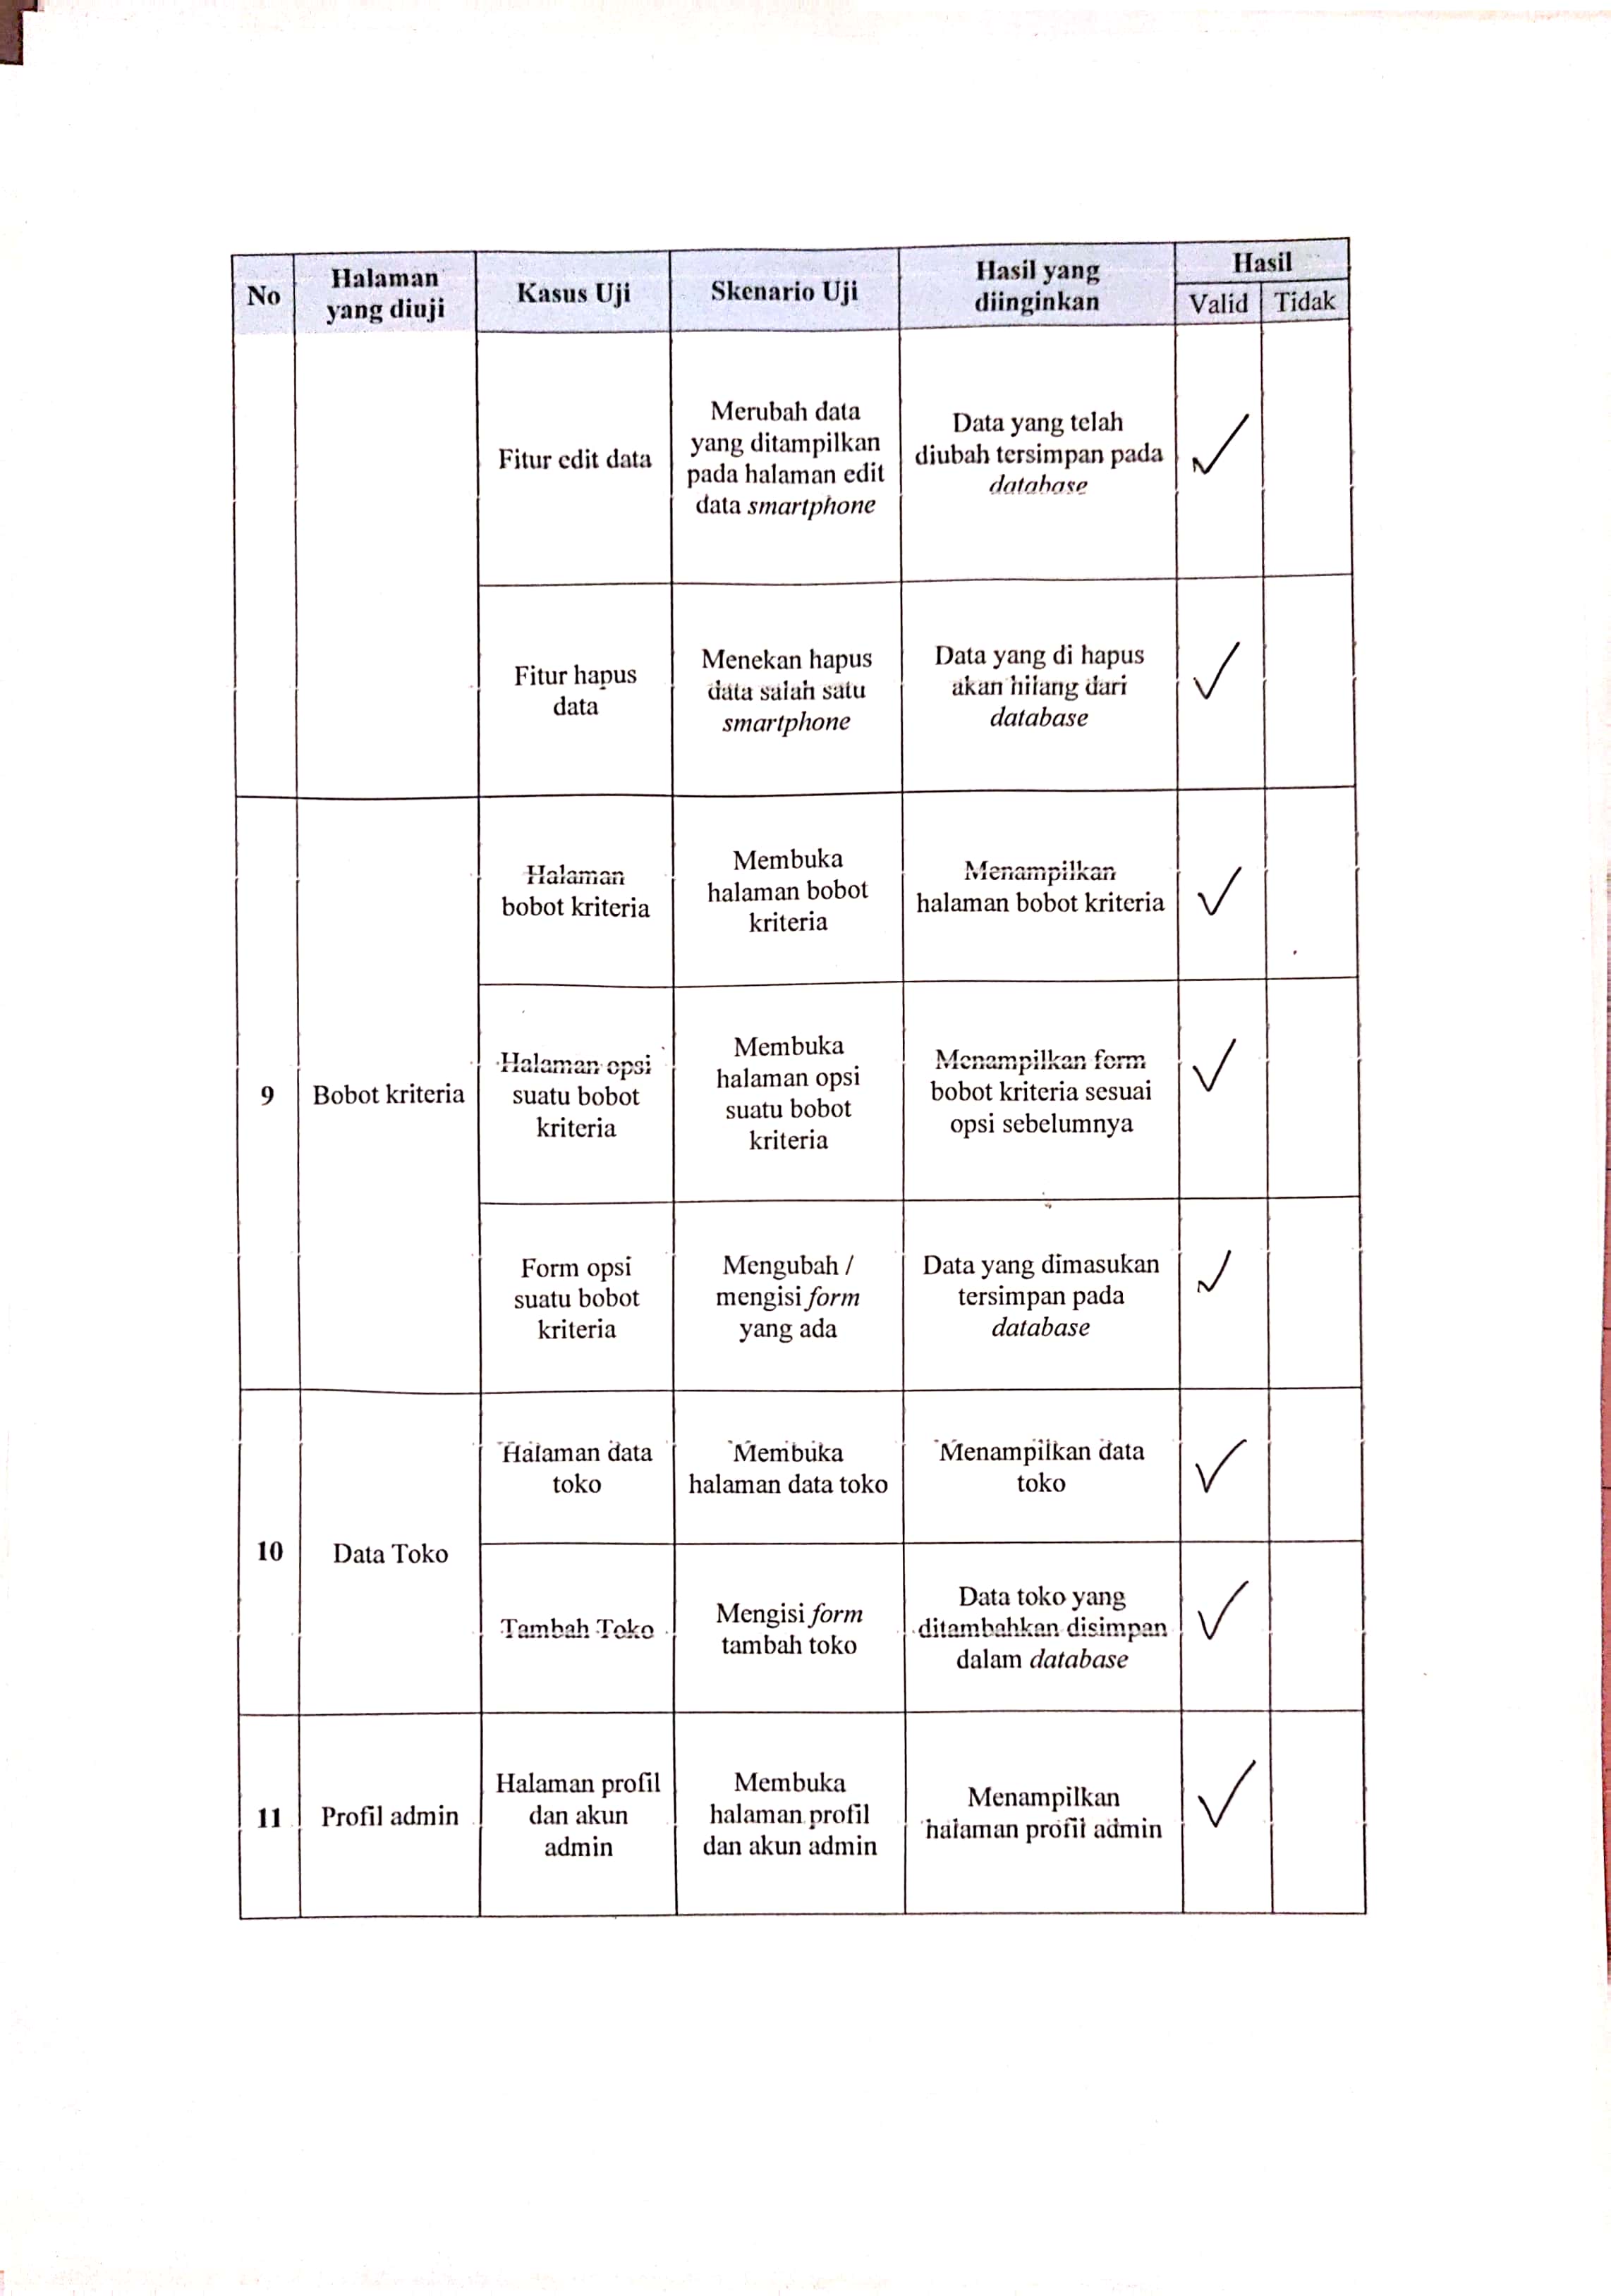 No
Halaman
yang diuji
Kasus Uji
Skenario Uji
Hasil yang
diinginkan
Hasil
Valid
Tidak
Fitur edit data
Merubah data
yang ditampilkan
pada halaman edit
data smartphone
Data yang telah
diubah tersimpan pada
database
✓
Fitur hapus
data
Menekan hapus
data salah satu
smartphone
Data yang di hapus
akan hilang dari
database
✓
9
Bobot kriteria
Halaman
bobot kriteria
Membuka
halaman bobot
kriteria
Menampilkan
halaman bobot kriteria
✓
Halaman opsi
suatu bobot
kriteria
Membuka
halaman opsi
suatu bobot
kriteria
Menampilkan form
bobot kriteria sesuai
opsi sebelumnya
✓
Form opsi
suatu bobot
kriteria
Mengubah /
mengisi form
yang ada
Data yang dimasukan
tersimpan pada
database
✓
10
Data Toko
Halaman data
toko
Membuka
halaman data toko
Menampilkan data
toko
✓
Tambah Toko
Mengisi form
tambah toko
Data toko yang
ditambahkan disimpan
dalam database
✓
11
Profil admin
Halaman profil
dan akun
admin
Membuka
halaman profil
dan akun admin
Menampilkan
halaman profil admin
✓